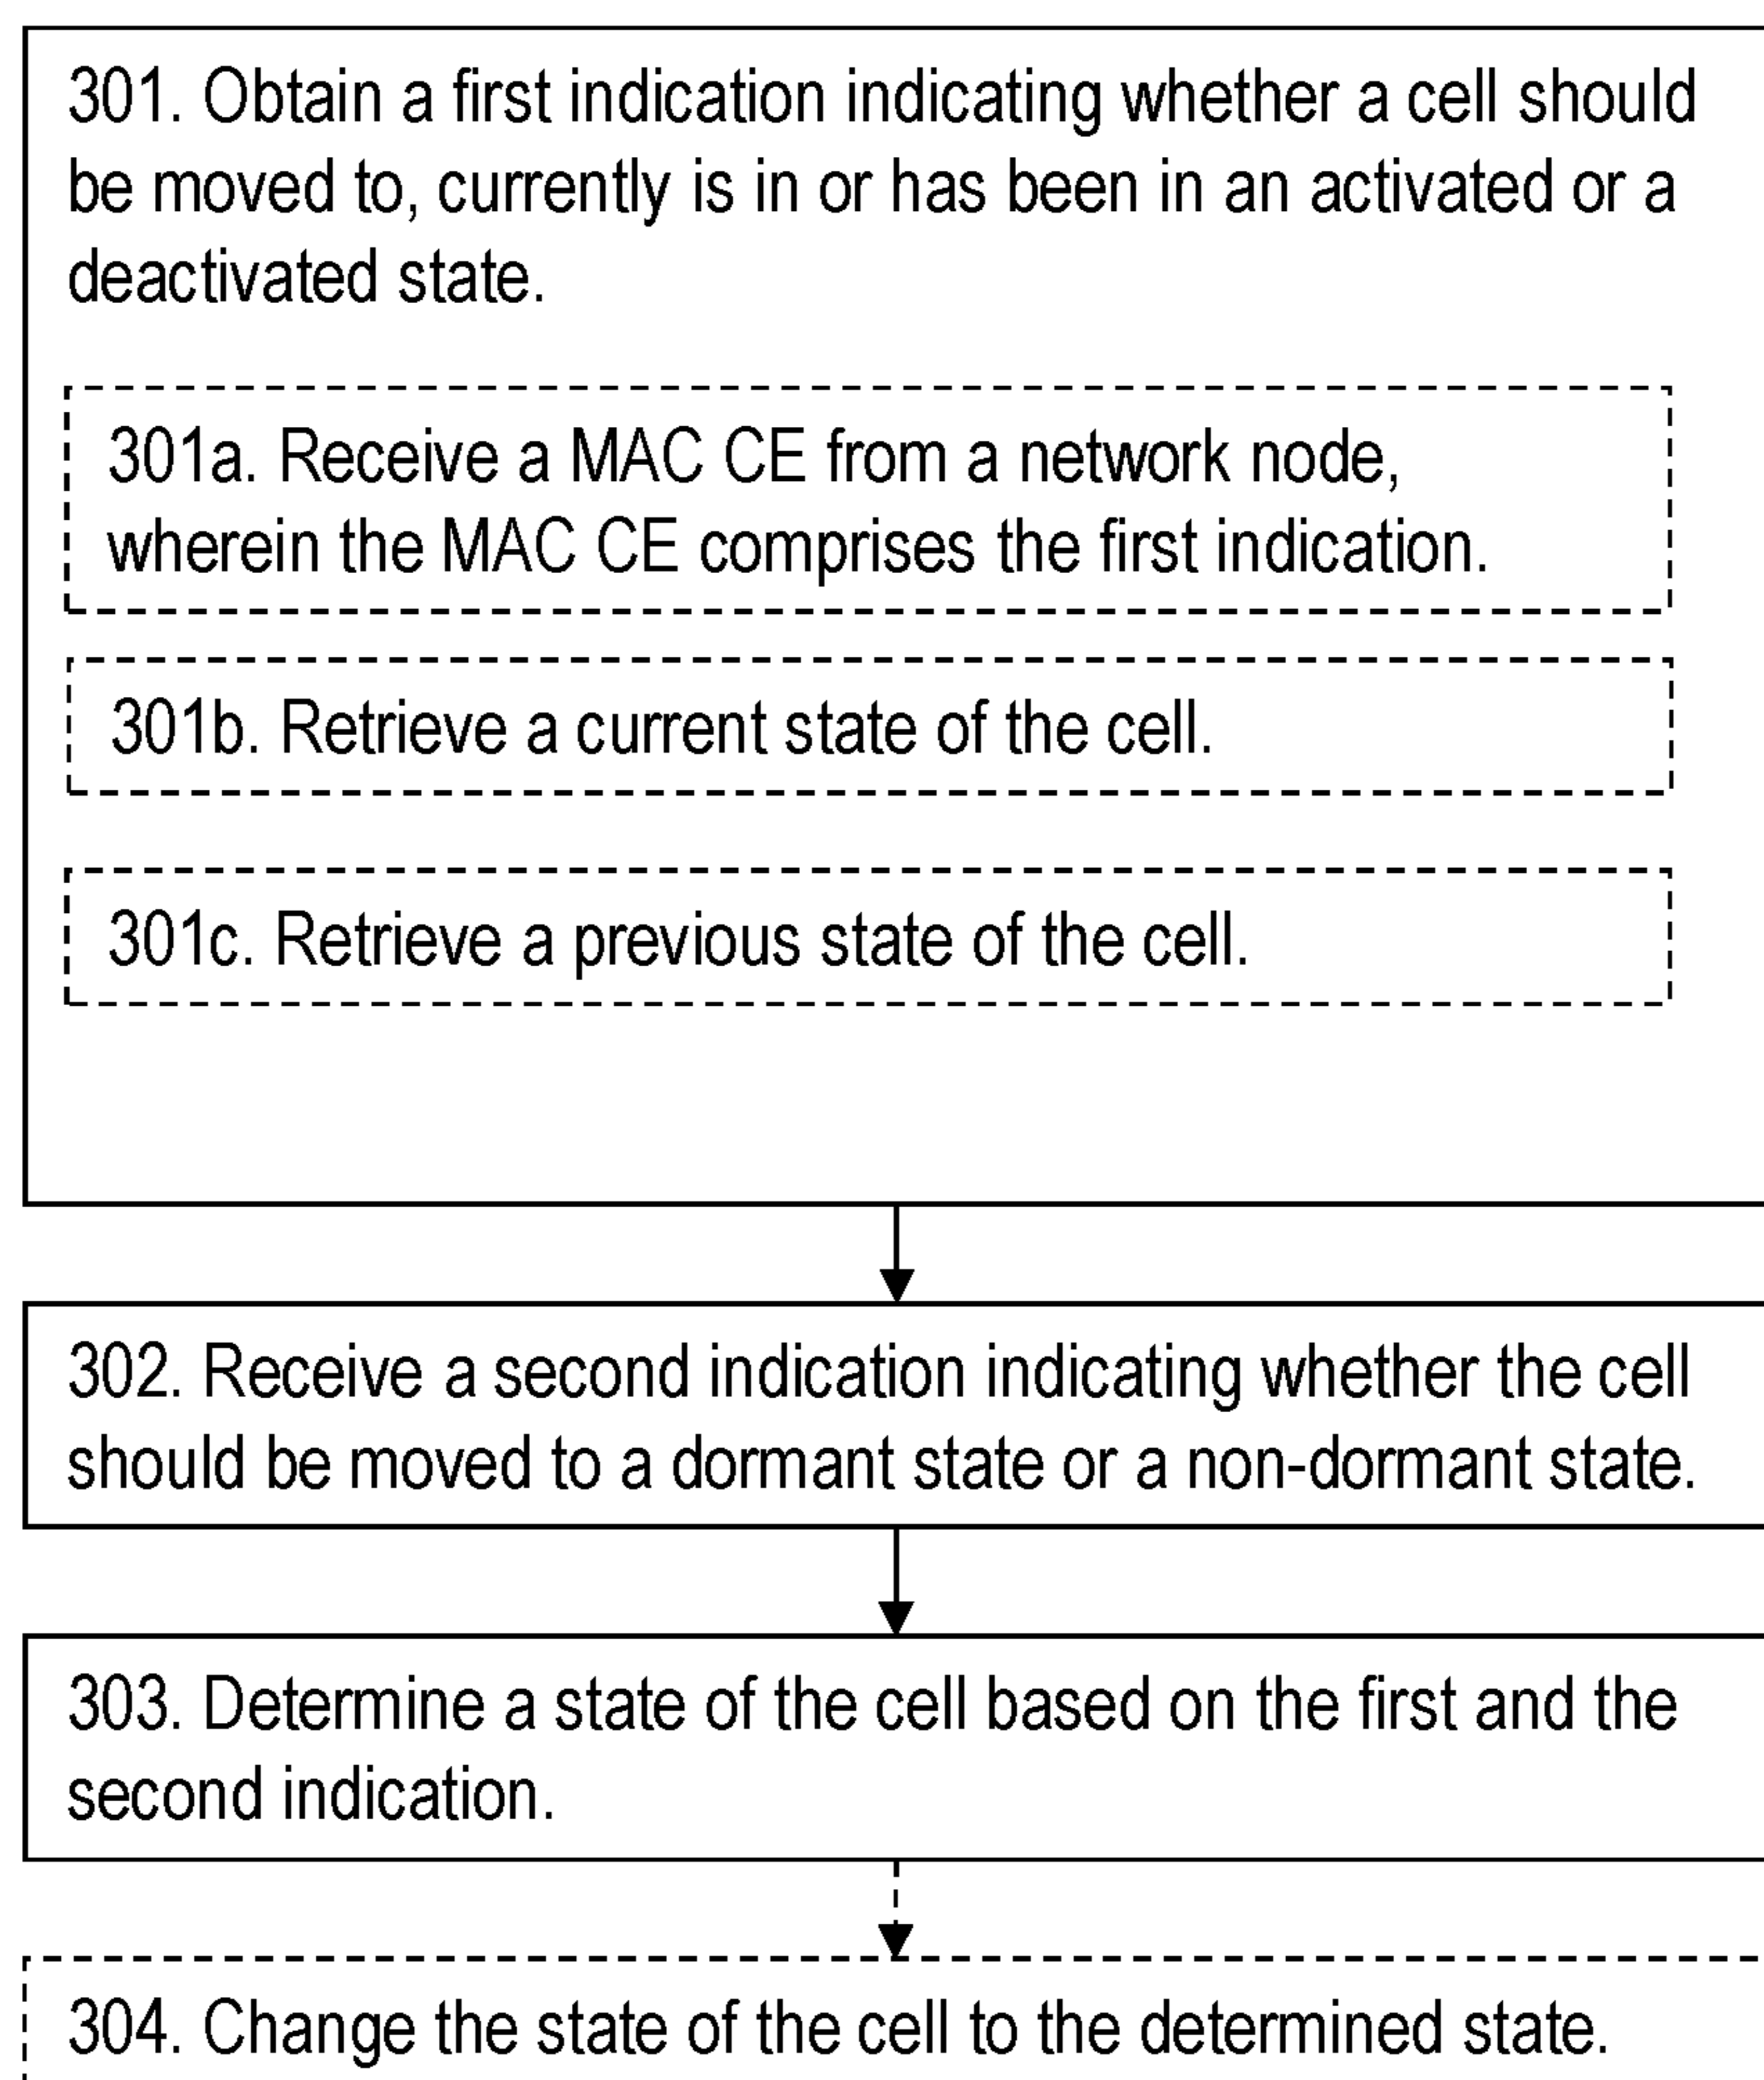 301. Obtain a first indication indicating whether a cell should
be moved to, currently is in or has been in an activated or a
deactivated state.
301a. Receive a MAC CE from a network node,
wherein the MAC CE comprises the first indication.
301b. Retrieve a current state of the cell.
301c. Retrieve a previous state of the cell.
302. Receive a second indication indicating whether the cell
should be moved to a dormant state or a non-dormant state.
303. Determine a state of the cell based on the first and the
second indication.
304. Change the state of the cell to the determined state.